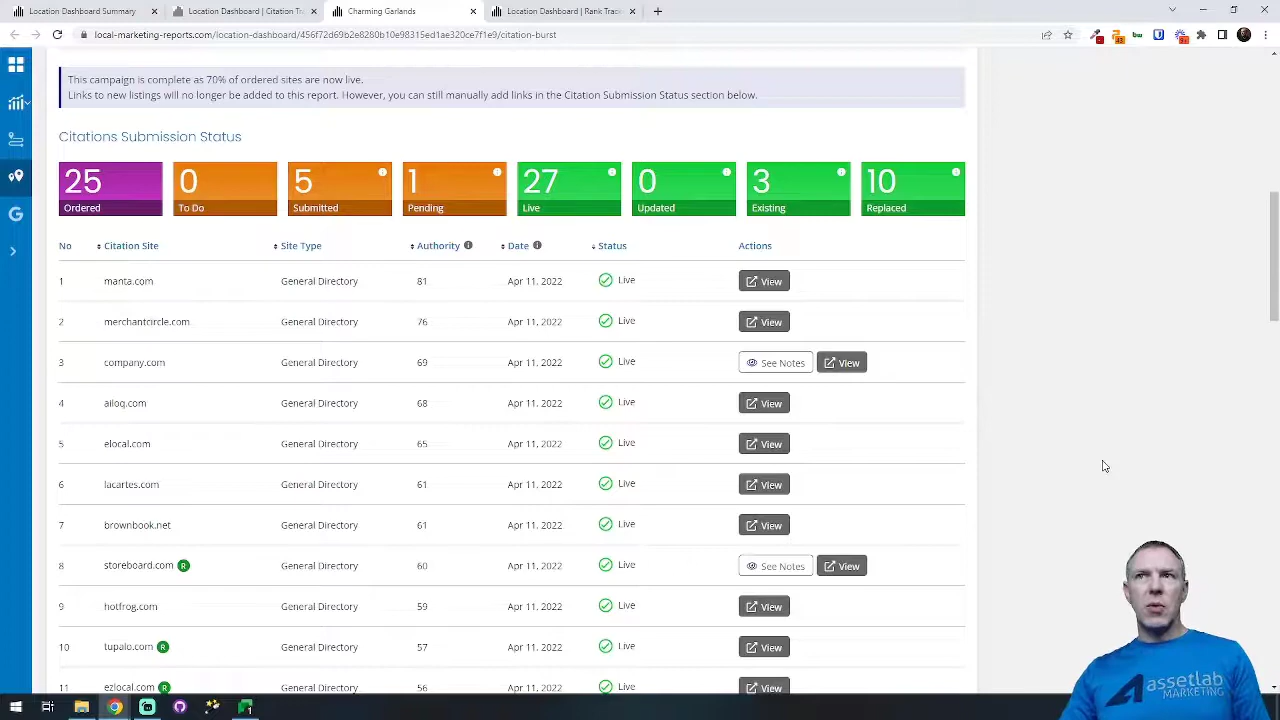 Location Dashboard Summary
Location Dashboard | Citation Tra
Charming Garlands
Location Dashboard | Rank Tracke
local-marketing-reports.com/location-dashboard/456f72d69b2e8280b10e98315ed1ae3207c7f1e9/citation-burst
This campaign is complete as 70% of ordered sites are now live.
Links to new listings will no longer be added to this report. However, you can still manually add links in the Citation Submission Status section below.
Citations Submission Status
25 0 5 1 27 0 3 10
Ordered To Do Submitted Pending Live Updated Existing Replaced
No Citation Site Site Type Authority Date Status Actions
1 manta.com General Directory 81 Apr 11, 2022 Live View
2 merchantcircle.com General Directory 76 Apr 11, 2022 Live View
3 company.com General Directory 69 Apr 11, 2022 Live See Notes View
4 ailoq.com General Directory 68 Apr 11, 2022 Live View
5 elocal.com General Directory 65 Apr 11, 2022 Live View
6 lacartes.com General Directory 61 Apr 11, 2022 Live View
7 brownbook.net General Directory 61 Apr 11, 2022 Live View
8 storeboard.com R General Directory 60 Apr 11, 2022 Live See Notes View
9 hotfrog.com General Directory 59 Apr 11, 2022 Live View
10 tupalo.com R General Directory 57 Apr 11, 2022 Live View
11 ezlocal.com R General Directory 56 Apr 11, 2022 Live View
assetlab
MARKETING